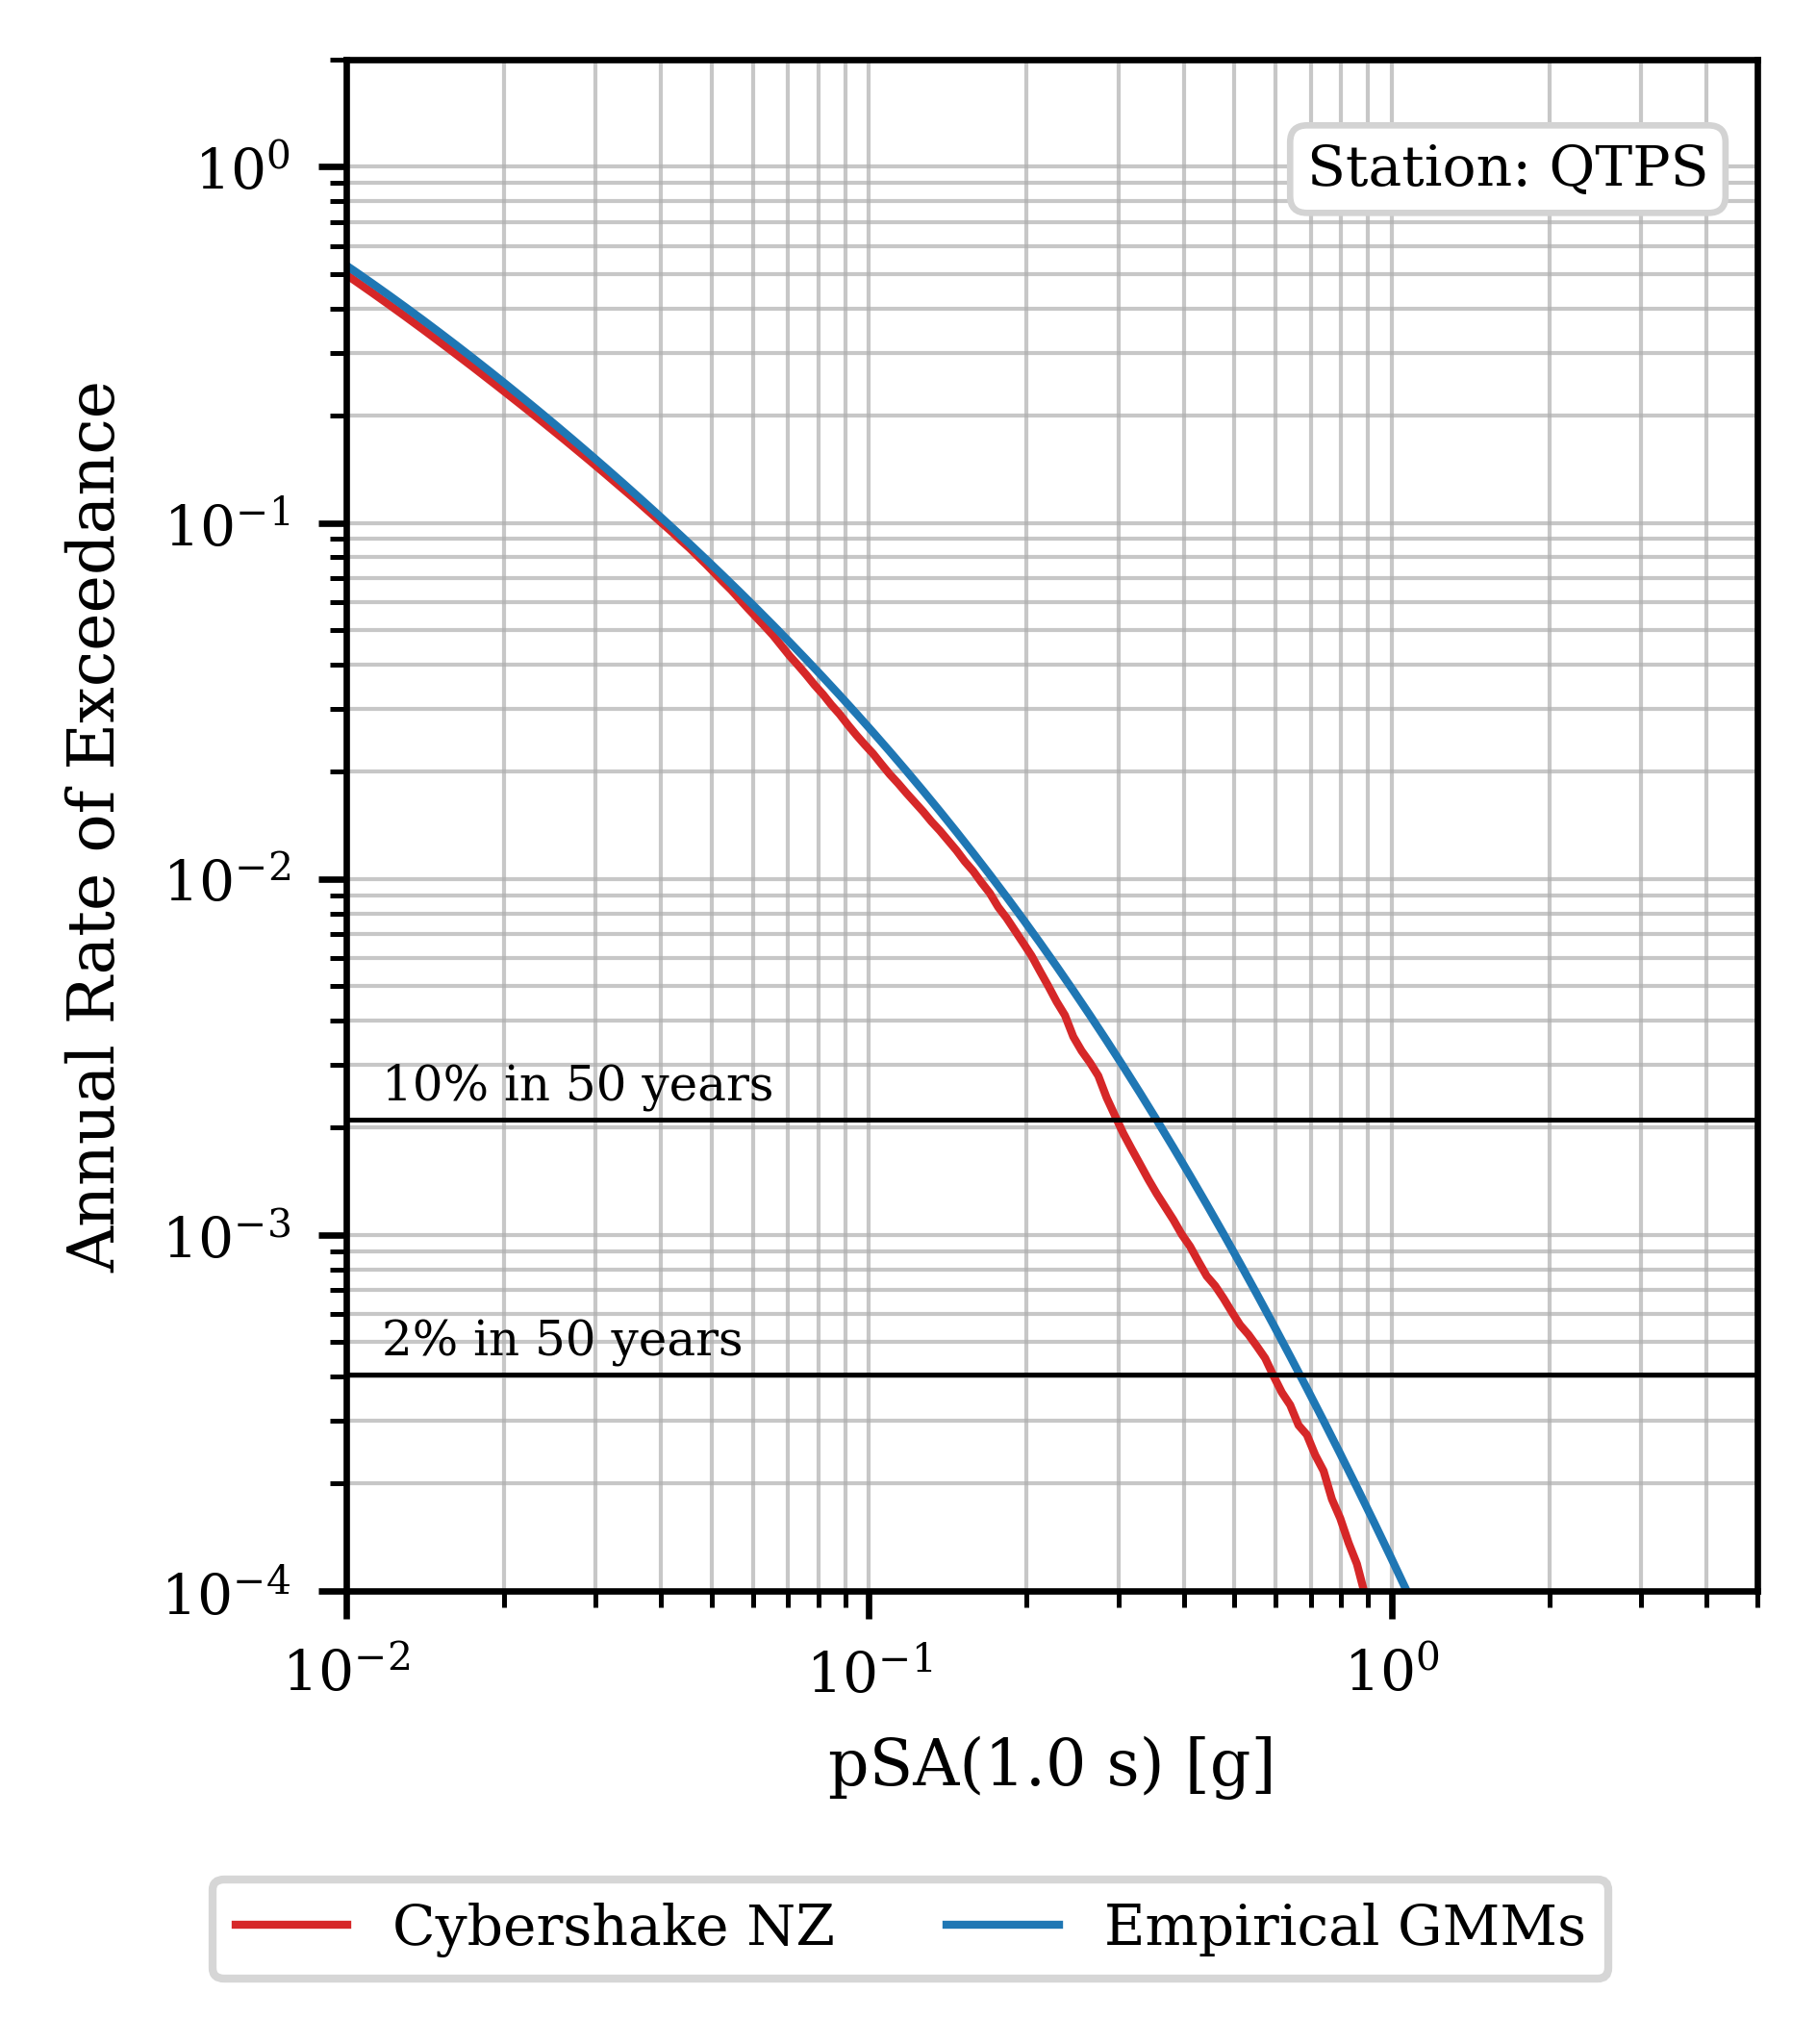 Station: QTPS
Annual Rate of Exceedance
10⁰
10⁻¹
10⁻²
10⁻³
10⁻⁴
10% in 50 years
2% in 50 years
10⁻² 10⁻¹ 10⁰
pSA(1.0 s) [g]
Cybershake NZ Empirical GMMs